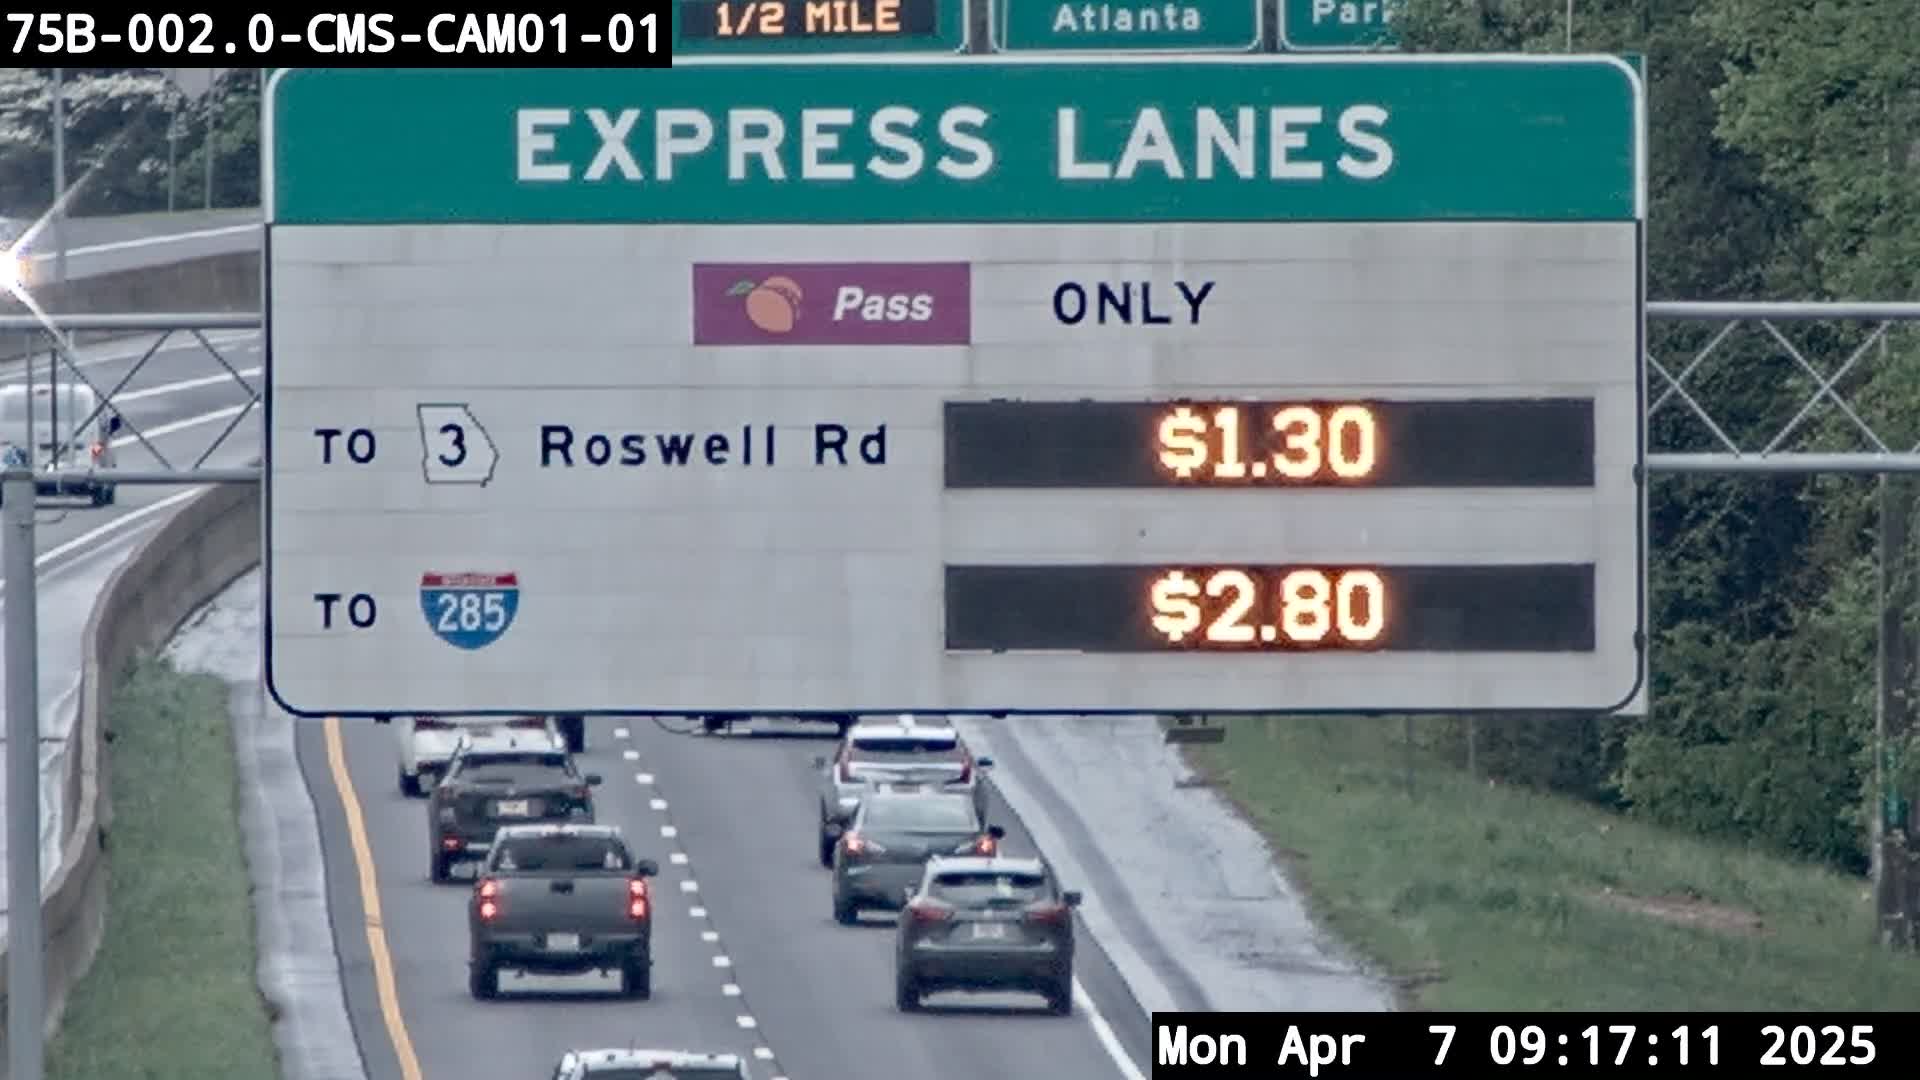 75B-002.0-CMS-CAM01-01
1/2 MILE
Atlanta
EXPRESS LANES
Pass ONLY
TO 3 Roswell Rd $1.30
TO 285 $2.80
Mon Apr 7 09:17:11 2025